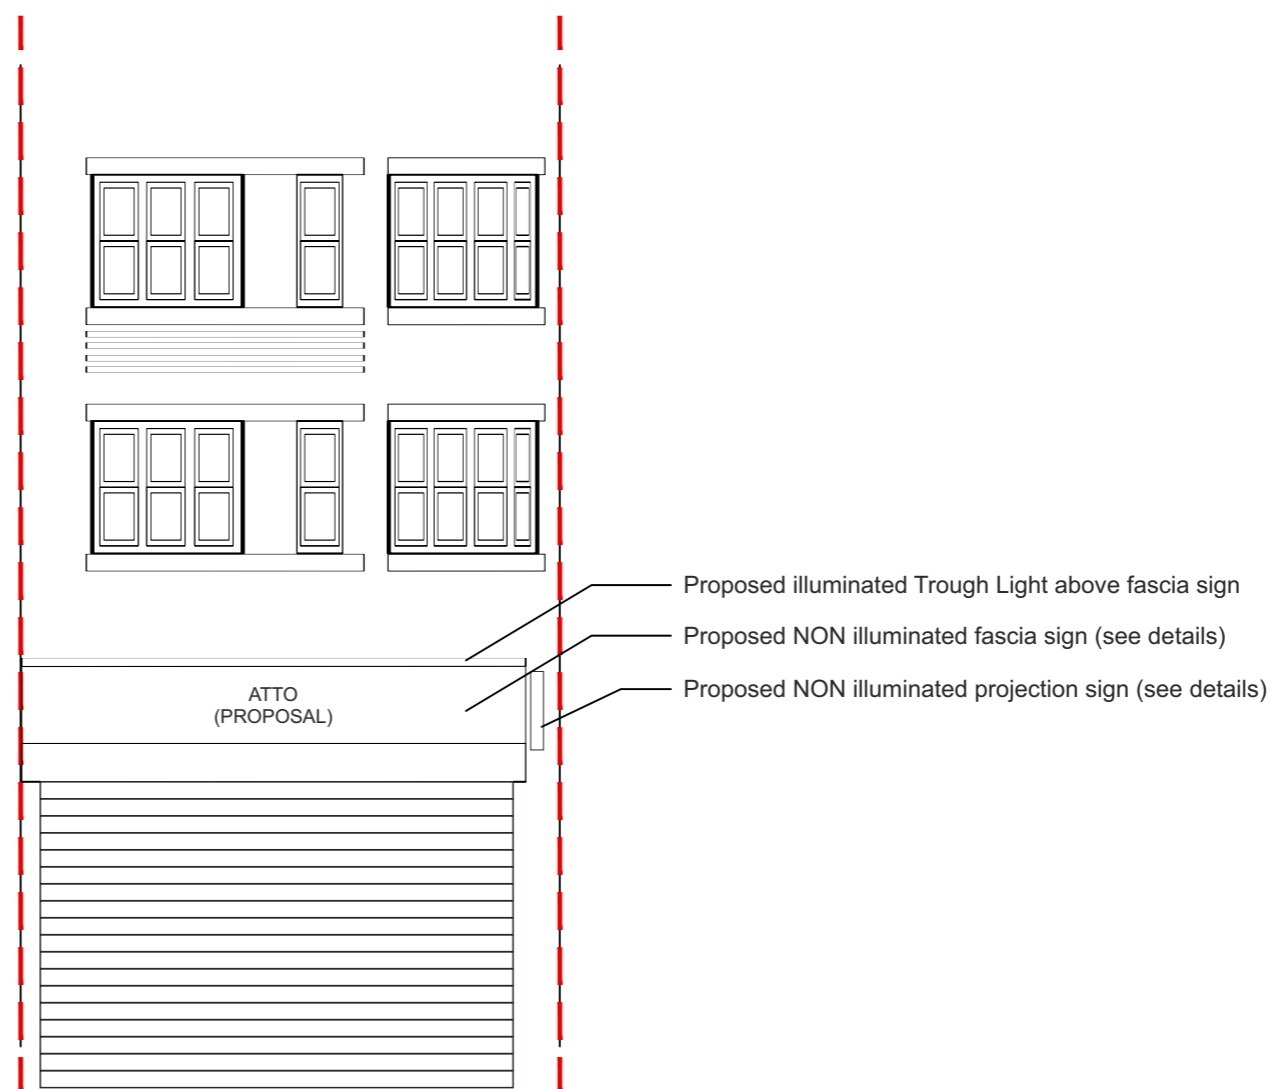 Proposed illuminated Trough Light above fascia sign
Proposed NON illuminated fascia sign (see details)
Proposed NON illuminated projection sign (see details)
ATTO
(PROPOSAL)